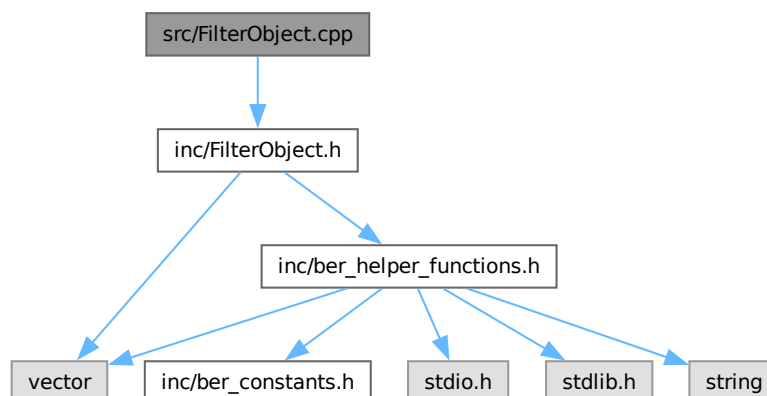 src/FilterObject.cpp
inc/FilterObject.h
inc/ber_helper_functions.h
vector
inc/ber_constants.h
stdio.h
stdlib.h
string